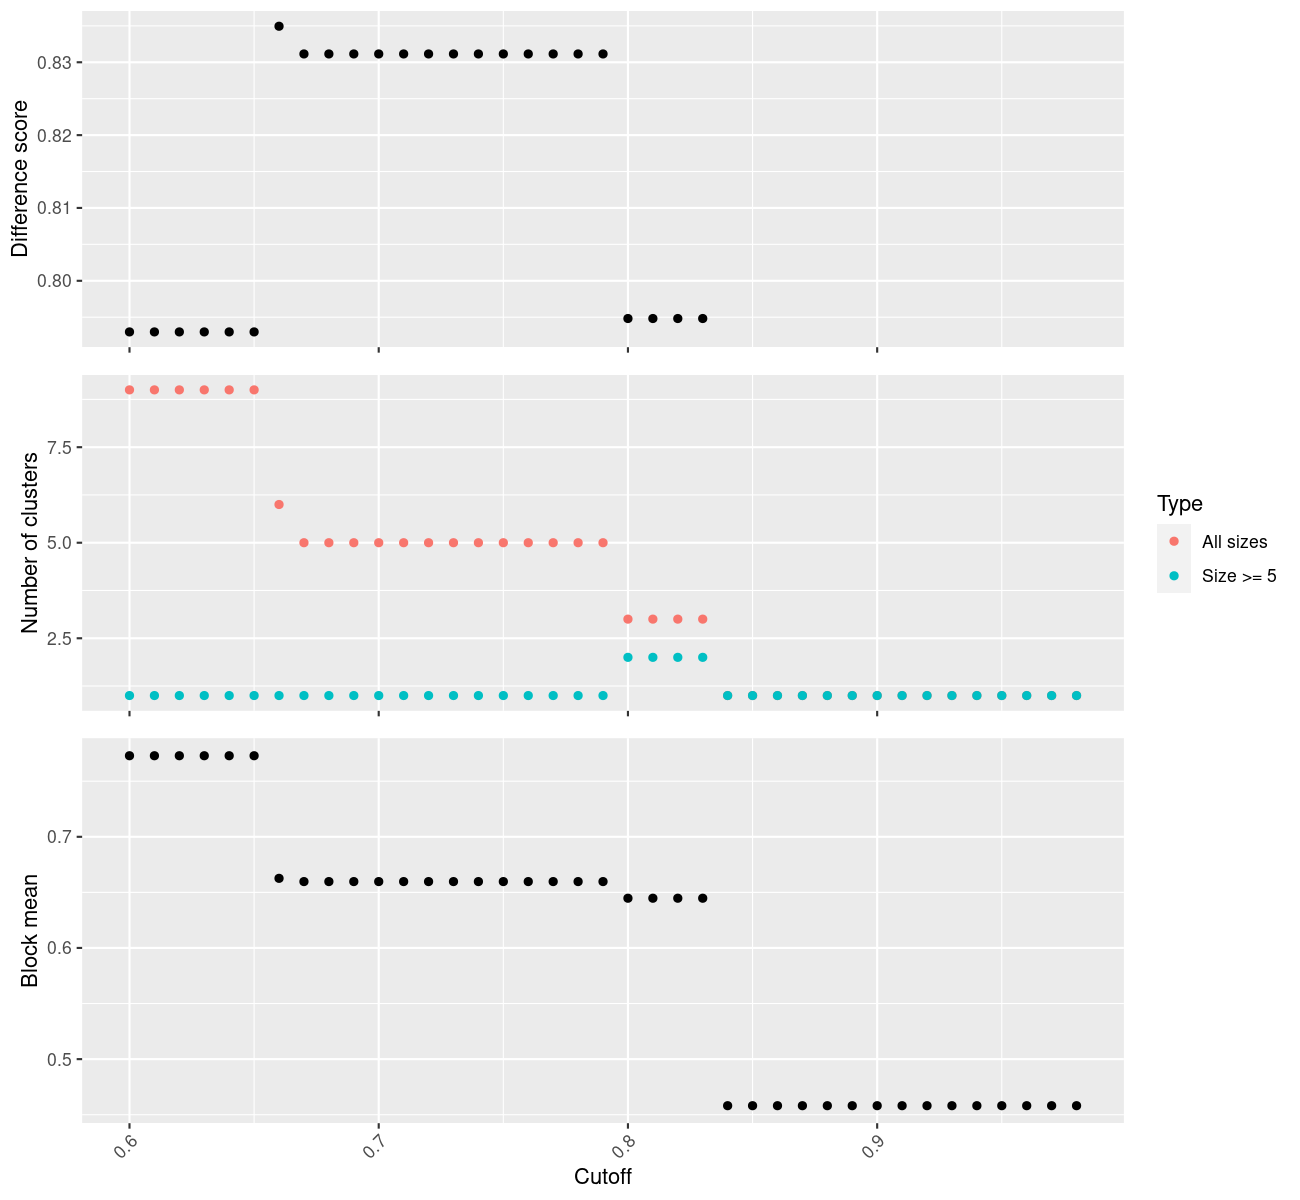 Difference score
0.83
0.82
0.81
0.80
Number of clusters
7.5
5.0
2.5
Type
All sizes
Size >= 5
Block mean
0.7
0.6
0.5
0.6 0.7 0.8 0.9
Cutoff